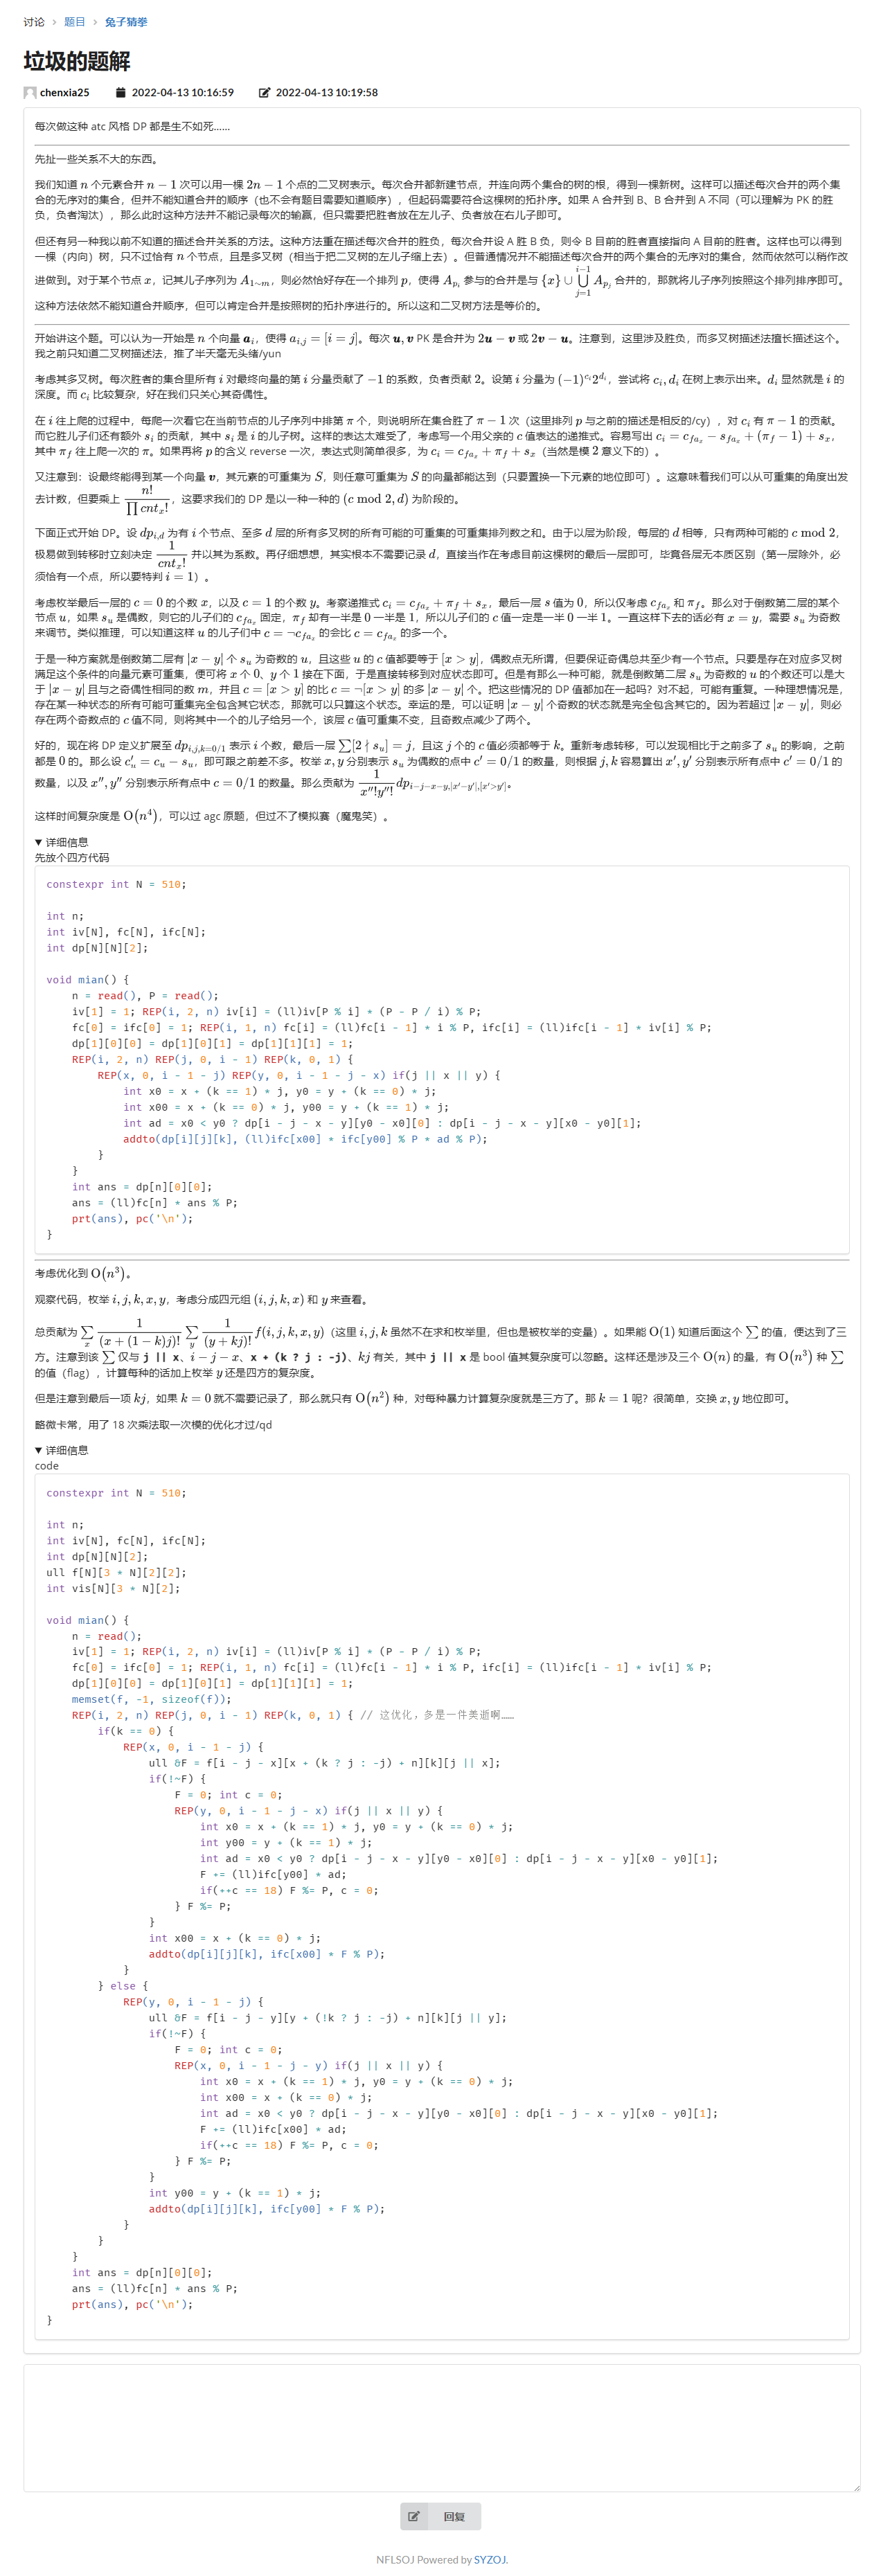 讨论 > 题目 > 兔子猜拳
垃圾的题解
chenxia25 2022-04-13 10:16:59 2022-04-13 10:19:58
每次做这种 atc 风格 DP 都是生不如死……
先扯一些关系不大的东西。
我们知道 n 个元素合并 n − 1 次可以用一棵 2n − 1 个点的二叉树表示。每次合并都新建节点，并连向两个集合的树的根，得到一棵新树。这样可以描述每次合并的两个集
合的无序对的集合，但并不能知道合并的顺序（也不会有题目需要知道顺序），但起码需要符合这棵树的拓扑序。如果 A 合并到 B、B 合并到 A 不同（可以理解为 PK 的胜
负，负者淘汰），那么此时这种方法并不能记录每次的输赢，但只需要把胜者放在左儿子、负者放在右儿子即可。
但还有另一种我以前不知道的描述合并关系的方法。这种方法重在描述每次合并的胜负，每次合并设 A 胜 B 负，则令 B 目前的胜者直接指向 A 目前的胜者。这样也可以得到
一棵（内向）树，只不过恰有 n 个节点，且是多叉树（相当于把二叉树的左儿子缩上去）。但普通情况并不能描述每次合并的两个集合的无序对的集合，然而依然可以稍作改
进做到。对于某个节点 x，记其儿子序列为 A_{1∼m}，则必然恰好存在一个排列 p，使得 A_{p_i} 参与的合并是与 {x} ∪ ⋃_{j=1}^{i−1} A_{p_j} 合并的，那就将儿子序列按照这个排列排序即可。
这种方法依然不能知道合并顺序，但可以肯定合并是按照树的拓扑序进行的。所以这和二叉树方法是等价的。
开始讲这个题。可以认为一开始是 n 个向量 a_i，使得 a_{i,j} = [i = j]。每次 u, v PK 是合并为 2u − v 或 2v − u。注意到，这里涉及胜负，而多叉树描述法擅长描述这个。
我之前只知道二叉树描述法，推了半天毫无头绪/yun
考虑其多叉树。每次胜者的集合里所有 i 对最终向量的第 i 分量贡献了 −1 的系数，负者贡献 2。设第 i 分量为 (−1)^{c_i}2^{d_i}，尝试将 c_i, d_i 在树上表示出来。d_i 显然就是 i 的
深度。而 c_i 比较复杂，好在我们只关心其奇偶性。
在 i 往上爬的过程中，每爬一次看它在当前节点的儿子序列中排第 π 个，则说明所在集合胜了 π − 1 次（这里排列 p 与之前的描述是相反的/cy），对 c_i 有 π − 1 的贡献。
而它胜儿子们还有额外 s_i 的贡献，其中 s_i 是 i 的儿子树。这样的表达太难受了，考虑写一个用父亲的 c 值表达的递推式。容易写出 c_i = c_{fa_x} − s_{fa_x} + (π_f − 1) + s_x，
其中 π_f 往上爬一次的 π。如果再将 p 的含义 reverse 一次，表达式则简单很多，为 c_i = c_{fa_x} + π_f + s_x（当然是模 2 意义下的）。
又注意到：设最终能得到某一个向量 v，其元素的可重集为 S，则任意可重集为 S 的向量都能达到（只要置换一下元素的地位即可）。这意味着我们可以从可重集的角度出发
去计数，但要乘上 n!/∏ cnt_x!，这要求我们的 DP 是以一种一种的 (c mod 2, d) 为阶段的。
下面正式开始 DP。设 dp_{i,d} 为有 i 个节点、至多 d 层的所有多叉树的所有可能的可重集的可重集排列数之和。由于以层为阶段，每层的 d 相等，只有两种可能的 c mod 2，
极易做到转移时立刻决定 1/cnt_x! 并以其为系数。再仔细想想，其实根本不需要记录 d，直接当作在考虑目前这棵树的最后一层即可，毕竟各层无本质区别（第一层除外，必
须恰有一个点，所以要特判 i = 1）。
考虑枚举最后一层的 c = 0 的个数 x，以及 c = 1 的个数 y。考察递推式 c_i = c_{fa_x} + π_f + s_x，最后一层 s 值为 0，所以仅考虑 c_{fa_x} 和 π_f。那么对于倒数第二层的某个
节点 u，如果 s_u 是偶数，则它的儿子们的 c_{fa_x} 固定，π_f 却有一半是 0 一半是 1，所以儿子们的 c 值一定是一半 0 一半 1。一直这样下去的话必有 x = y，需要 s_u 为奇数
来调节。类似推理，可以知道这样 u 的儿子们中 c = ¬c_{fa_x} 的会比 c = c_{fa_x} 的多一个。
于是一种方案就是倒数第二层有 |x − y| 个 s_u 为奇数的 u，且这些 u 的 c 值都要等于 [x > y]，偶数点无所谓，但要保证奇偶总共至少有一个节点。只要是存在对应多叉树
满足这个条件的向量元素可重集，便可将 x 个 0、y 个 1 接在下面，于是直接转移到对应状态即可。但是有那么一种可能，就是倒数第二层 s_u 为奇数的 u 的个数还可以是大
于 |x − y| 且与之奇偶性相同的数 m，并且 c = [x > y] 的比 c = ¬[x > y] 的多 |x − y| 个。把这些情况的 DP 值都加在一起吗？对不起，可能有重复。一种理想情况是，
存在某一种状态的所有可能可重集完全包含其它状态，那就可以只算这个状态。幸运的是，可以证明 |x − y| 个奇数的状态就是完全包含其它的。因为若超过 |x − y|，则必
存在两个奇数点的 c 值不同，则将其中一个的儿子给另一个，该层 c 值可重集不变，且奇数点减少了两个。
好的，现在将 DP 定义扩展至 dp_{i,j,k=0/1} 表示 i 个数，最后一层 ∑[2 ∤ s_u] = j，且这 j 个的 c 值必须都等于 k。重新考虑转移，可以发现相比于之前多了 s_u 的影响，之前
都是 0 的。那么设 c′_u = c_u − s_u，即可跟之前差不多。枚举 x, y 分别表示 s_u 为偶数的点中 c′ = 0/1 的数量，则根据 j, k 容易算出 x′, y′ 分别表示所有点中 c′ = 0/1 的
数量，以及 x″, y″ 分别表示所有点中 c = 0/1 的数量。那么贡献为 1/(x″!y″!) dp_{i−j−x−y,|x′−y′|,[x′>y′]}。
这样时间复杂度是 O(n^4)，可以过 agc 原题，但过不了模拟赛（魔鬼笑）。
▼ 详细信息
先放个四方代码
constexpr int N = 510;
int n;
int iv[N], fc[N], ifc[N];
int dp[N][N][2];
void mian() {
    n = read(), P = read();
    iv[1] = 1; REP(i, 2, n) iv[i] = (ll)iv[P % i] * (P - P / i) % P;
    fc[0] = ifc[0] = 1; REP(i, 1, n) fc[i] = (ll)fc[i - 1] * i % P, ifc[i] = (ll)ifc[i - 1] * iv[i] % P;
    dp[1][0][0] = dp[1][0][1] = dp[1][1][1] = 1;
    REP(i, 2, n) REP(j, 0, i - 1) REP(k, 0, 1) {
        REP(x, 0, i - 1 - j) REP(y, 0, i - 1 - j - x) if(j || x || y) {
            int x0 = x + (k == 1) * j, y0 = y + (k == 0) * j;
            int x00 = x + (k == 0) * j, y00 = y + (k == 1) * j;
            int ad = x0 < y0 ? dp[i - j - x - y][y0 - x0][0] : dp[i - j - x - y][x0 - y0][1];
            addto(dp[i][j][k], (ll)ifc[x00] * ifc[y00] % P * ad % P);
        }
    }
    int ans = dp[n][0][0];
    ans = (ll)fc[n] * ans % P;
    prt(ans), pc('\n');
}
考虑优化到 O(n^3)。
观察代码，枚举 i, j, k, x, y，考虑分成四元组 (i, j, k, x) 和 y 来查看。
总贡献为 ∑_x 1/(x + (1 − k)j)! ∑_y 1/(y + kj)! f(i, j, k, x, y)（这里 i, j, k 虽然不在求和枚举里，但也是被枚举的变量）。如果能 O(1) 知道后面这个 ∑ 的值，便达到了三
方。注意到该 ∑ 仅与 j || x、i − j − x、x + (k ? j : -j)、kj 有关，其中 j || x 是 bool 值其复杂度可以忽略。这样还是涉及三个 O(n) 的量，有 O(n^3) 种 ∑
的值（flag），计算每种的话加上枚举 y 还是四方的复杂度。
但是注意到最后一项 kj，如果 k = 0 就不需要记录了，那么就只有 O(n^2) 种，对每种暴力计算复杂度就是三方了。那 k = 1 呢？很简单，交换 x, y 地位即可。
略微卡常，用了 18 次乘法取一次模的优化才过/qd
▼ 详细信息
code
constexpr int N = 510;
int n;
int iv[N], fc[N], ifc[N];
int dp[N][N][2];
ull f[N][3 * N][2][2];
int vis[N][3 * N][2];
void mian() {
    n = read();
    iv[1] = 1; REP(i, 2, n) iv[i] = (ll)iv[P % i] * (P - P / i) % P;
    fc[0] = ifc[0] = 1; REP(i, 1, n) fc[i] = (ll)fc[i - 1] * i % P, ifc[i] = (ll)ifc[i - 1] * iv[i] % P;
    dp[1][0][0] = dp[1][0][1] = dp[1][1][1] = 1;
    memset(f, -1, sizeof(f));
    REP(i, 2, n) REP(j, 0, i - 1) REP(k, 0, 1) { // 这优化，多是一件美逝啊……
        if(k == 0) {
            REP(x, 0, i - 1 - j) {
                ull &F = f[i - j - x][x + (k ? j : -j) + n][k][j || x];
                if(!~F) {
                    F = 0; int c = 0;
                    REP(y, 0, i - 1 - j - x) if(j || x || y) {
                        int x0 = x + (k == 1) * j, y0 = y + (k == 0) * j;
                        int y00 = y + (k == 1) * j;
                        int ad = x0 < y0 ? dp[i - j - x - y][y0 - x0][0] : dp[i - j - x - y][x0 - y0][1];
                        F += (ll)ifc[y00] * ad;
                        if(++c == 18) F %= P, c = 0;
                    } F %= P;
                }
                int x00 = x + (k == 0) * j;
                addto(dp[i][j][k], ifc[x00] * F % P);
            }
        } else {
            REP(y, 0, i - 1 - j) {
                ull &F = f[i - j - y][y + (!k ? j : -j) + n][k][j || y];
                if(!~F) {
                    F = 0; int c = 0;
                    REP(x, 0, i - 1 - j - y) if(j || x || y) {
                        int x0 = x + (k == 1) * j, y0 = y + (k == 0) * j;
                        int x00 = x + (k == 0) * j;
                        int ad = x0 < y0 ? dp[i - j - x - y][y0 - x0][0] : dp[i - j - x - y][x0 - y0][1];
                        F += (ll)ifc[x00] * ad;
                        if(++c == 18) F %= P, c = 0;
                    } F %= P;
                }
                int y00 = y + (k == 1) * j;
                addto(dp[i][j][k], ifc[y00] * F % P);
            }
        }
    }
    int ans = dp[n][0][0];
    ans = (ll)fc[n] * ans % P;
    prt(ans), pc('\n');
}
回复
NFLSOJ Powered by SYZOJ.